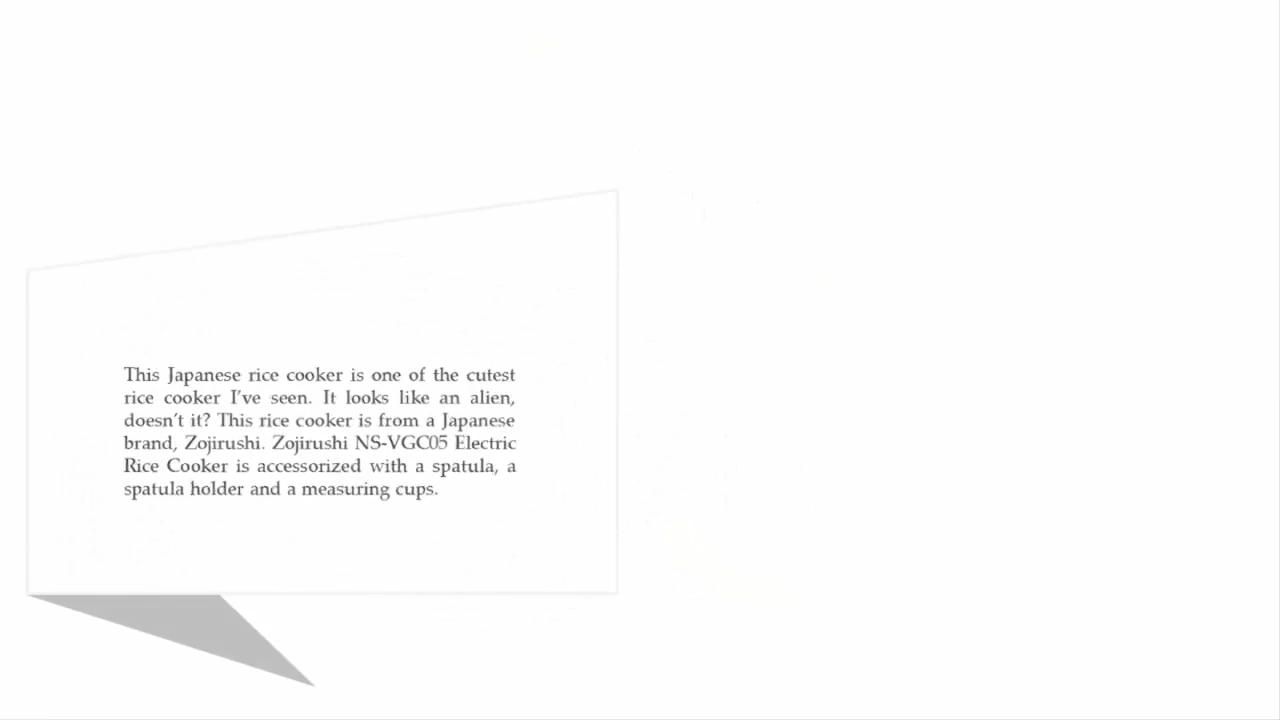 This Japanese rice cooker is one of the cutest
rice cooker I've seen. It looks like an alien,
doesn't it? This rice cooker is from a Japanese
brand, Zojirushi. Zojirushi NS-VGC05 Electric
Rice Cooker is accessorized with a spatula, a
spatula holder and a measuring cups.